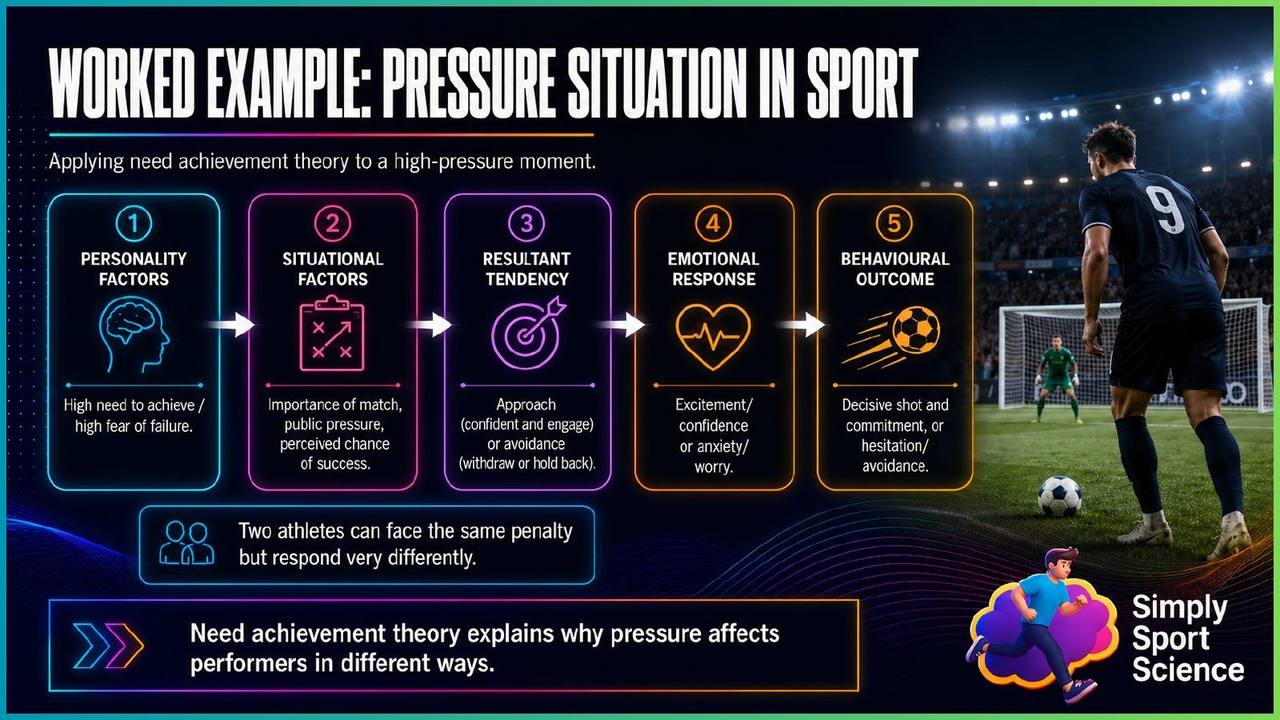 WORKED EXAMPLE: PRESSURE SITUATION IN SPORT
Applying need achievement theory to a high-pressure moment.
1
PERSONALITY
FACTORS
High need to achieve /
high fear of failure.
2
SITUATIONAL
FACTORS
Importance of match,
public pressure,
perceived chance
of success.
3
RESULTANT
TENDENCY
Approach
(confident and engage)
or avoidance
(withdraw or hold back).
4
EMOTIONAL
RESPONSE
Excitement/
confidence
or anxiety/
worry.
5
BEHAVIOURAL
OUTCOME
Decisive shot and
commitment, or
hesitation/
avoidance.
9
Two athletes can face the same penalty
but respond very differently.
Need achievement theory explains why pressure affects
performers in different ways.
Simply
Sport
Science